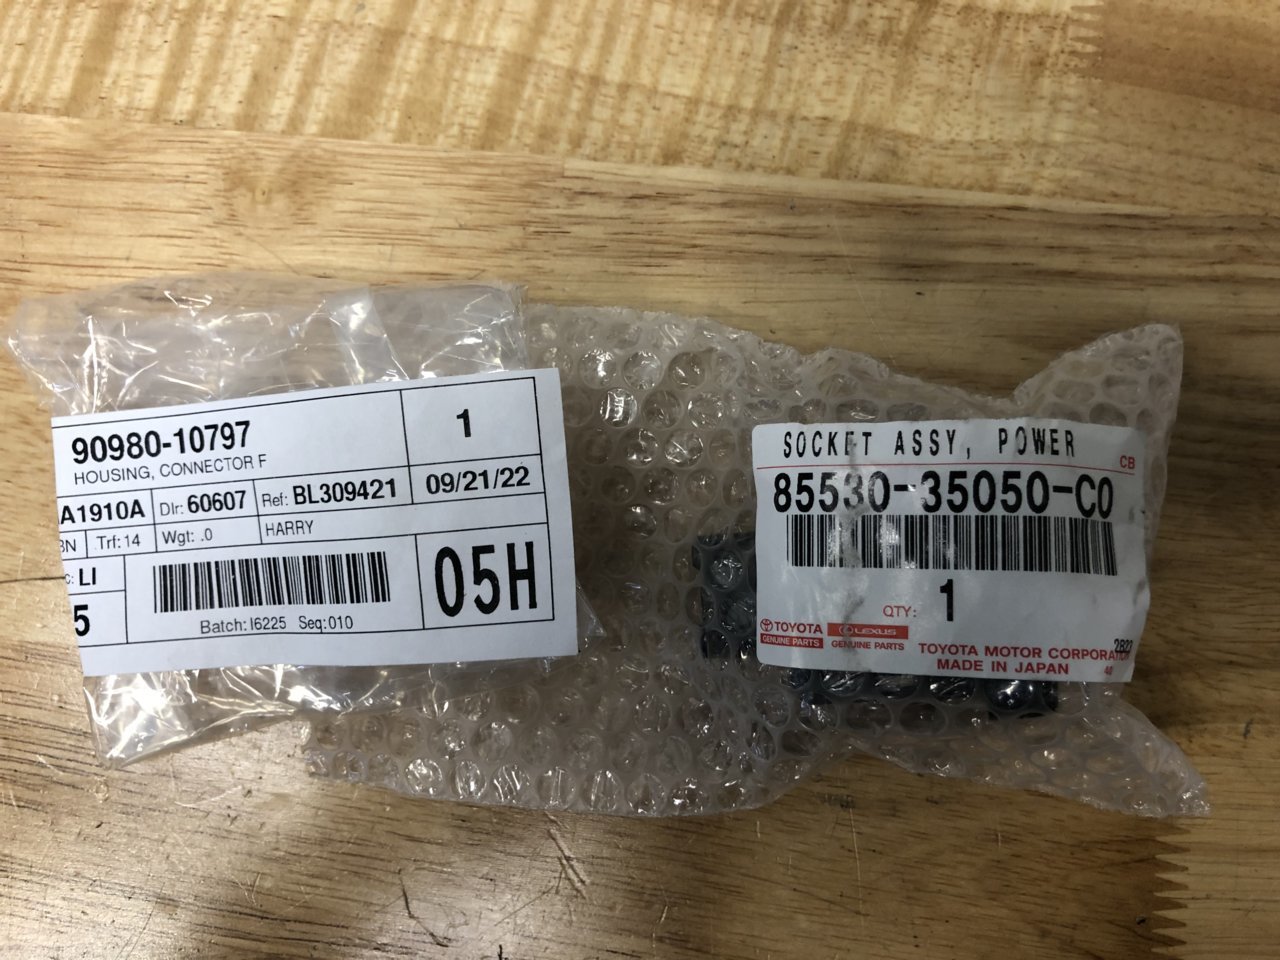 90980-10797
HOUSING, CONNECTOR F
1
A1910A
Dlr: 60607
Ref: BL309421
09/21/22
BN
Trf: 14
Wgt: .0
HARRY
c: LI
5
05H
Batch: I6225 Seq: 010
SOCKET ASSY, POWER
CB
85530-35050-C0
QTY: 1
TOYOTA
GENUINE PARTS
LEXUS
GENUINE PARTS
TOYOTA MOTOR CORPORATION
MADE IN JAPAN
40